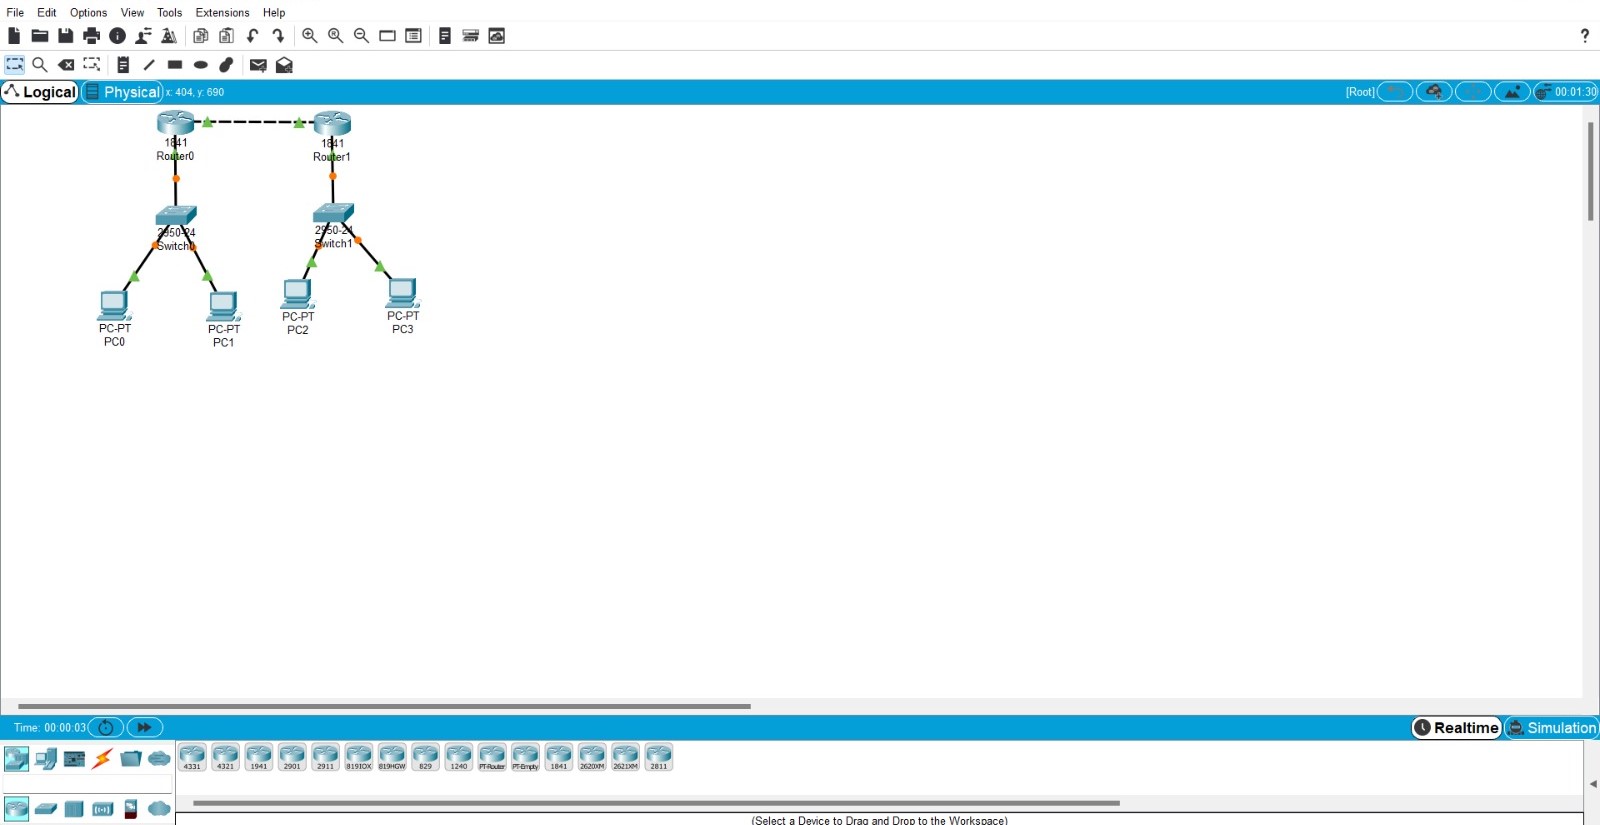 File Edit Options View Tools Extensions Help
?
Logical Physical x: 404, y: 690 [Root] 00:01:30
1841 1841
Router0 Router1
2950-24 2950-24
Switch0 Switch1
PC-PT PC-PT PC-PT PC-PT
PC0 PC1 PC2 PC3
Time: 00:00:03 Realtime Simulation
4331 4321 1941 2901 2911 819IOX 819HGW 829 1240 PT-Router PT-Empty 1841 2620XM 2621XM 2811
(Select a Device to Drag and Drop to the Workspace)